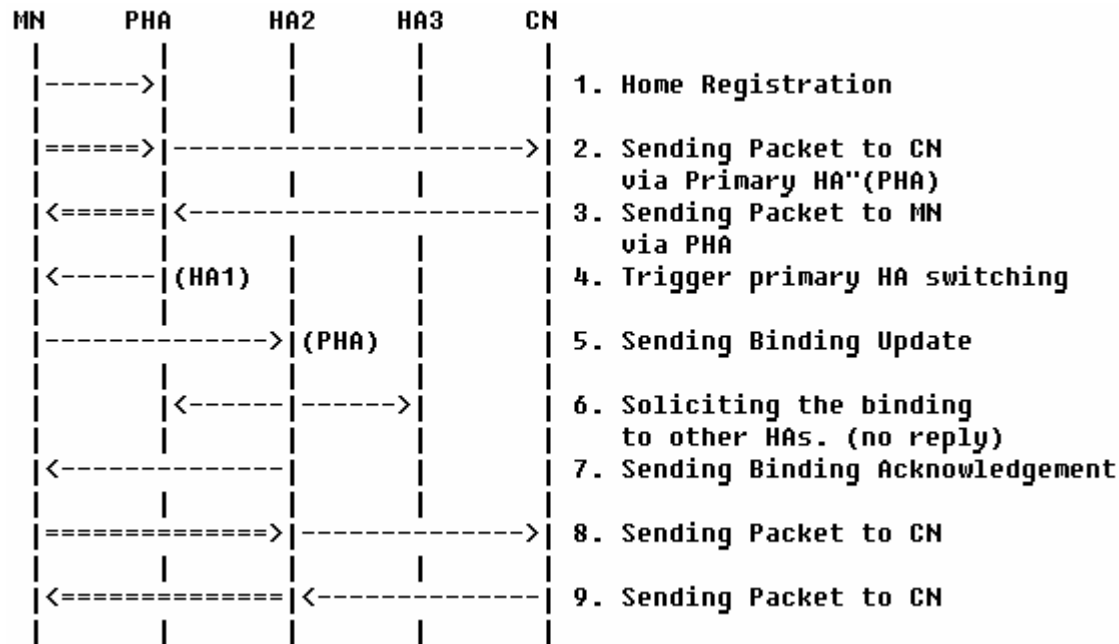 MN PHA HA2 HA3 CN
1. Home Registration
2. Sending Packet to CN
via Primary HA"(PHA)
3. Sending Packet to MN
via PHA
(HA1) 4. Trigger primary HA switching
(PHA) 5. Sending Binding Update
6. Soliciting the binding
to other HAs. (no reply)
7. Sending Binding Acknowledgement
8. Sending Packet to CN
9. Sending Packet to CN